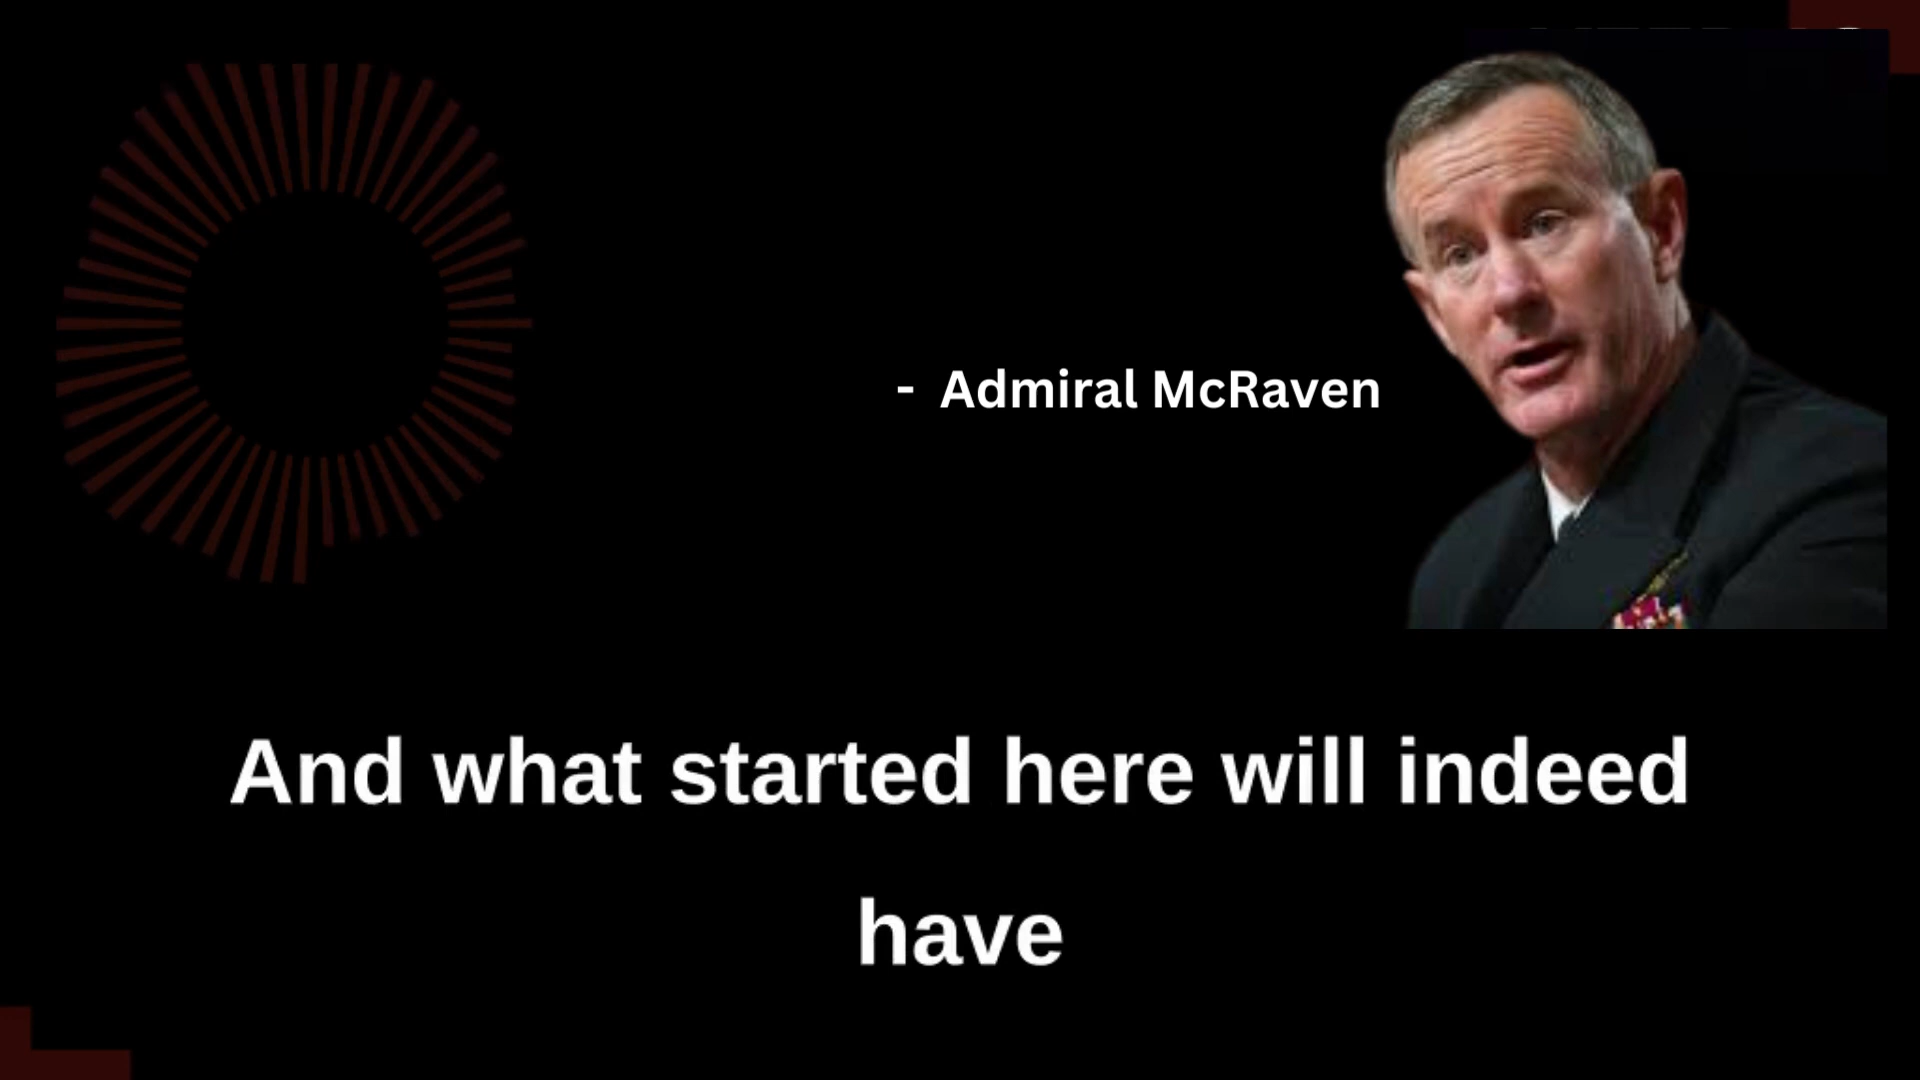 - Admiral McRaven
And what started here will indeed
have